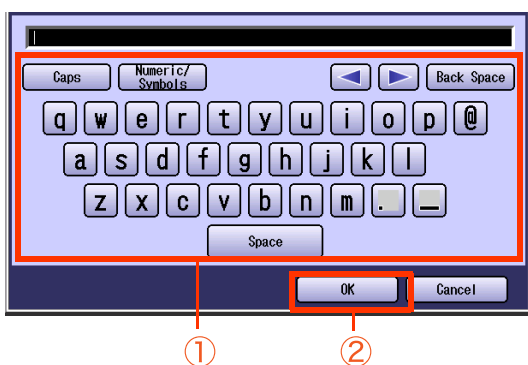 Caps Numeric/ Symbols Back Space
q w e r t y u i o p @
a s d f g h j k l
z x c v b n m . _
Space
OK Cancel
① ②